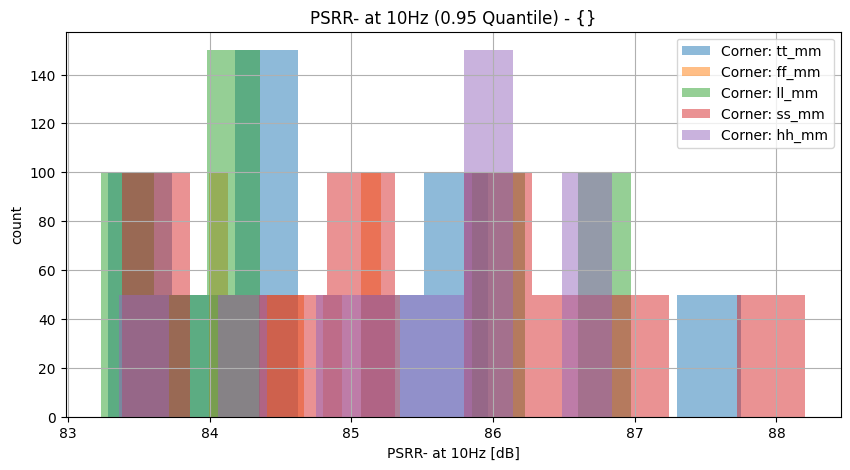 PSRR- at 10Hz (0.95 Quantile) - {}
count
140
120
100
80
60
40
20
0
83
84
85
86
87
88
PSRR- at 10Hz [dB]
Corner: tt_mm
Corner: ff_mm
Corner: ll_mm
Corner: ss_mm
Corner: hh_mm